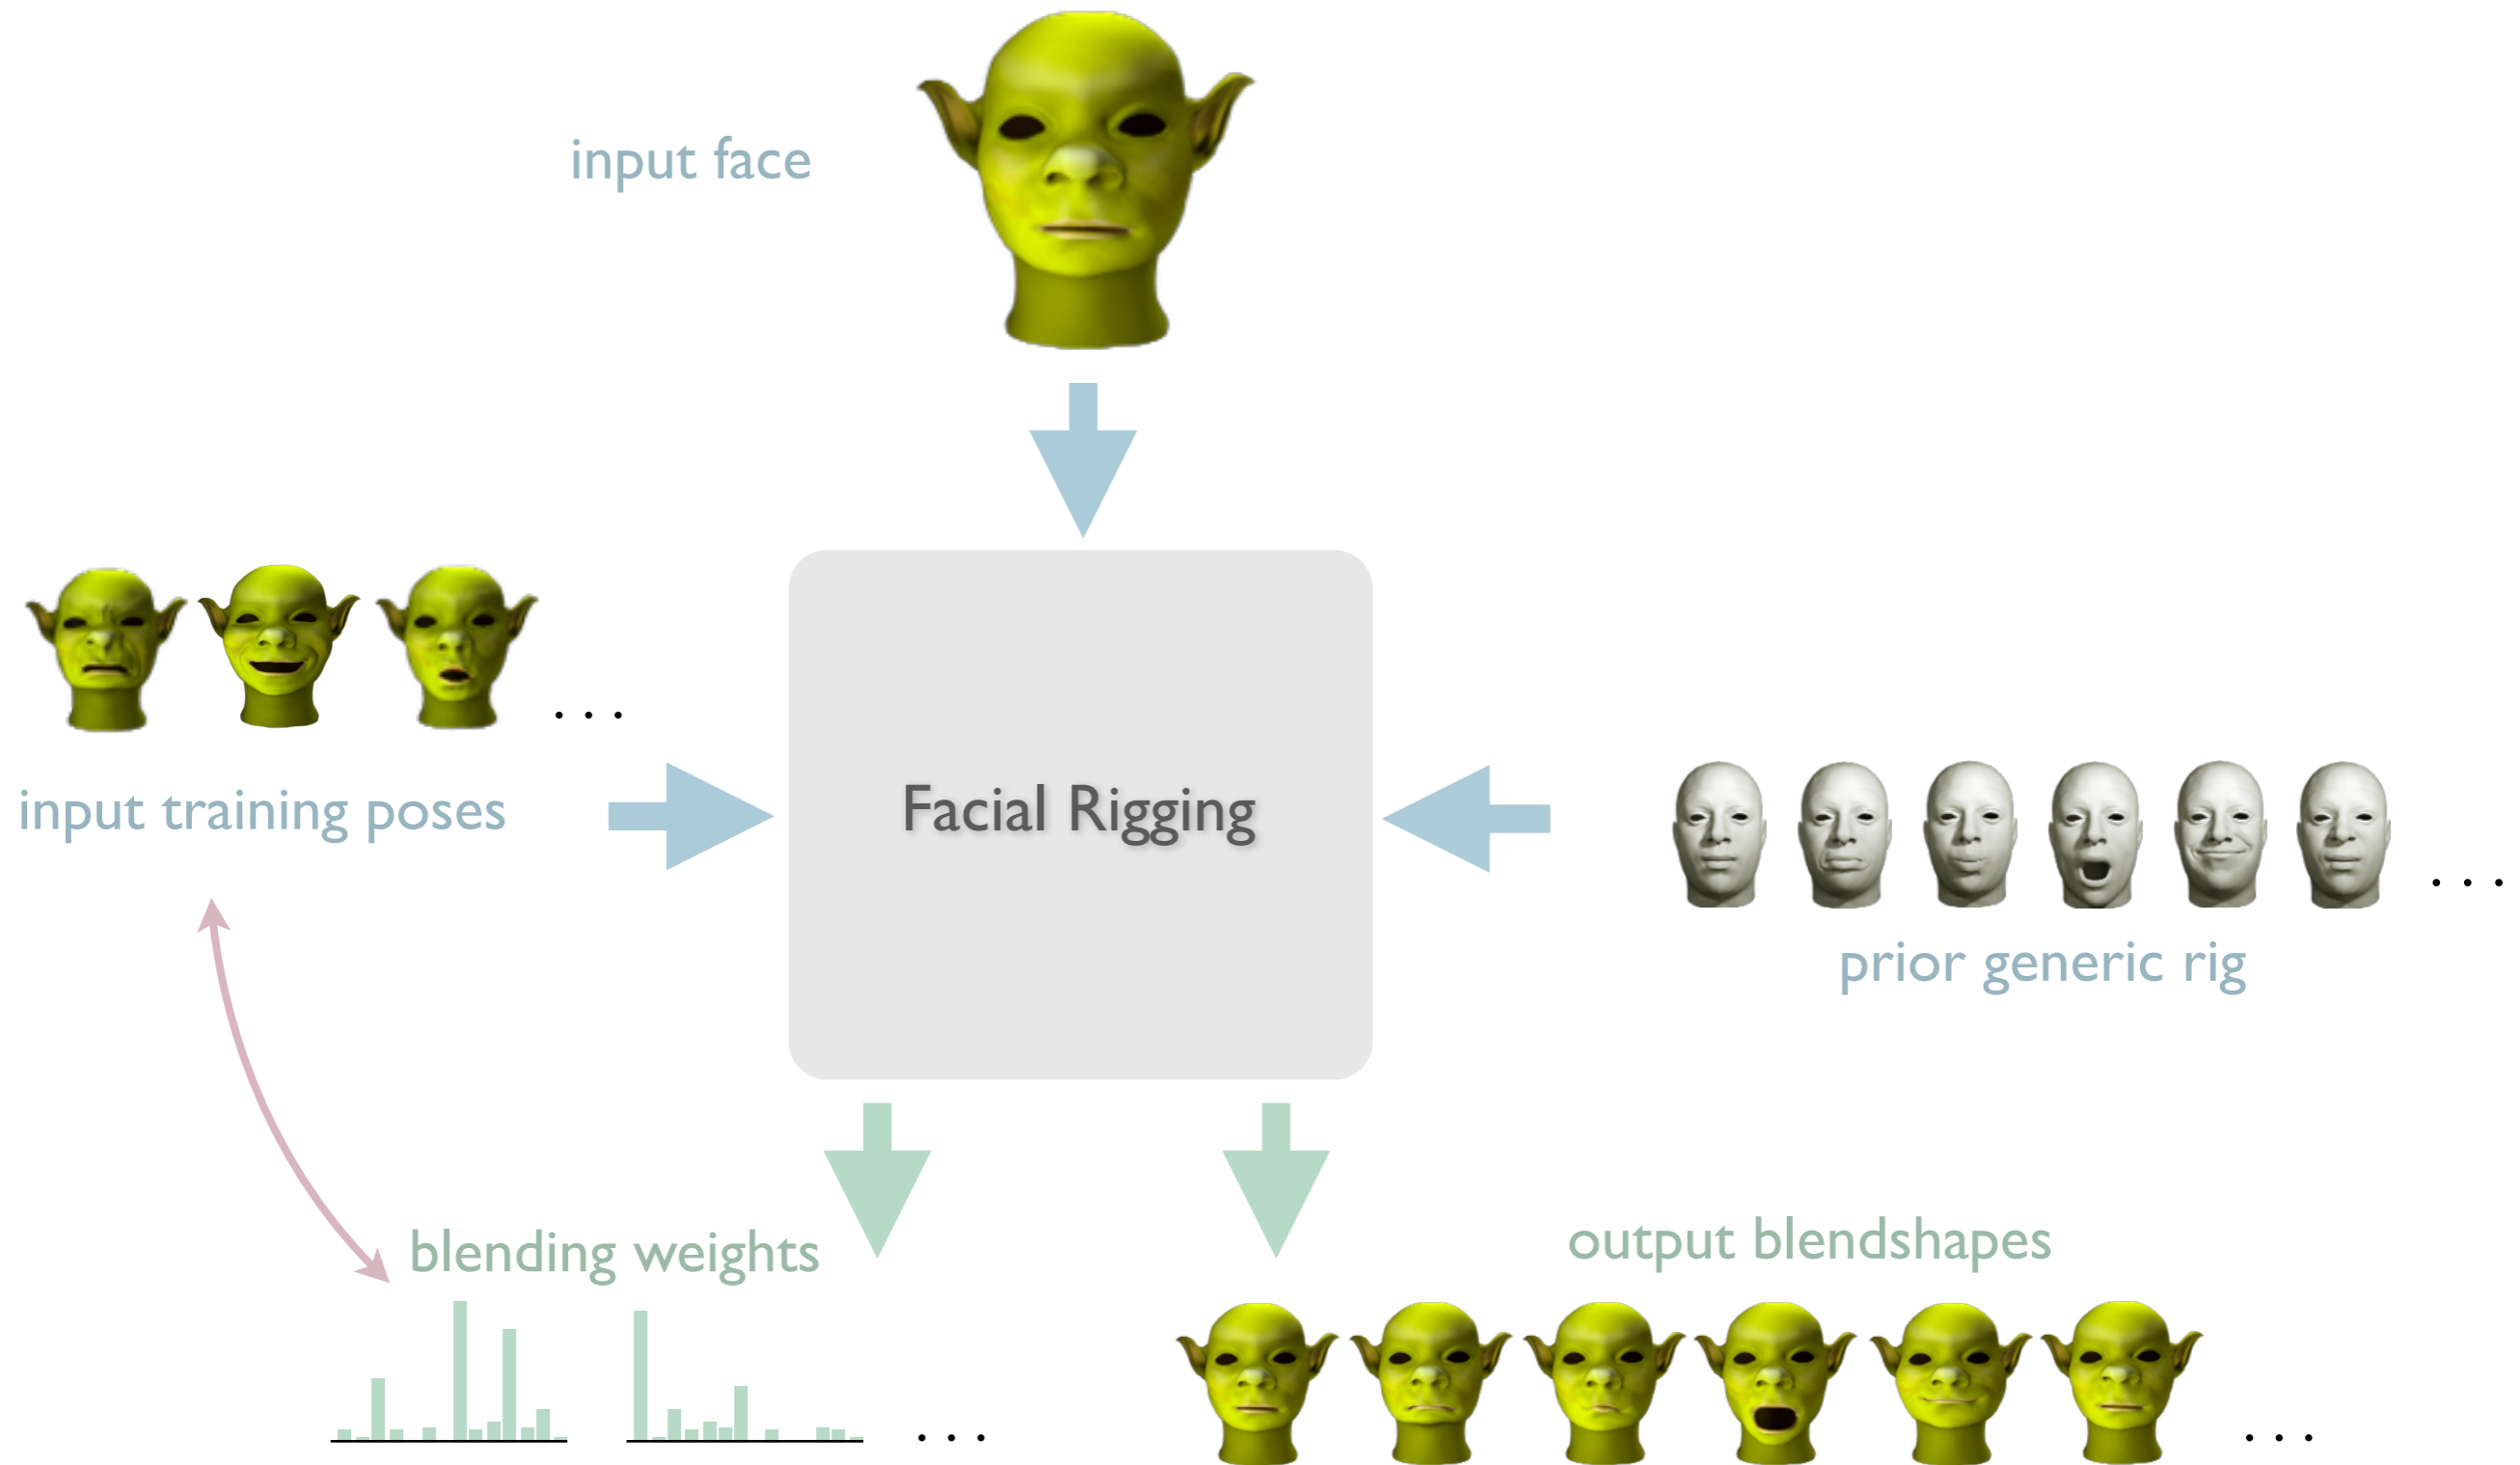 input face
input training poses
Facial Rigging
prior generic rig
blending weights
output blendshapes